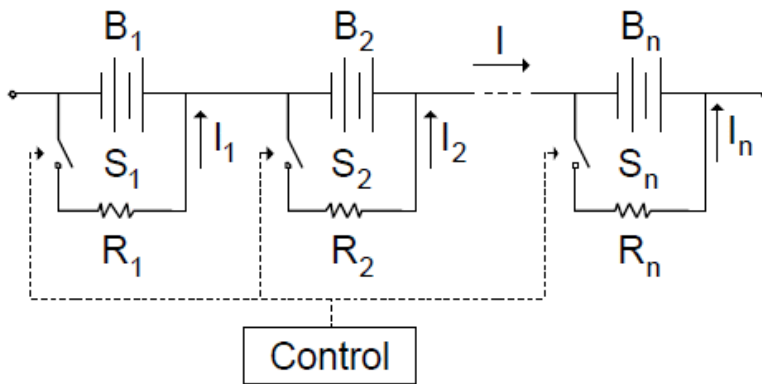 B1 B2 I Bn
S1 I1 S2 I2 Sn In
R1 R2 Rn
Control